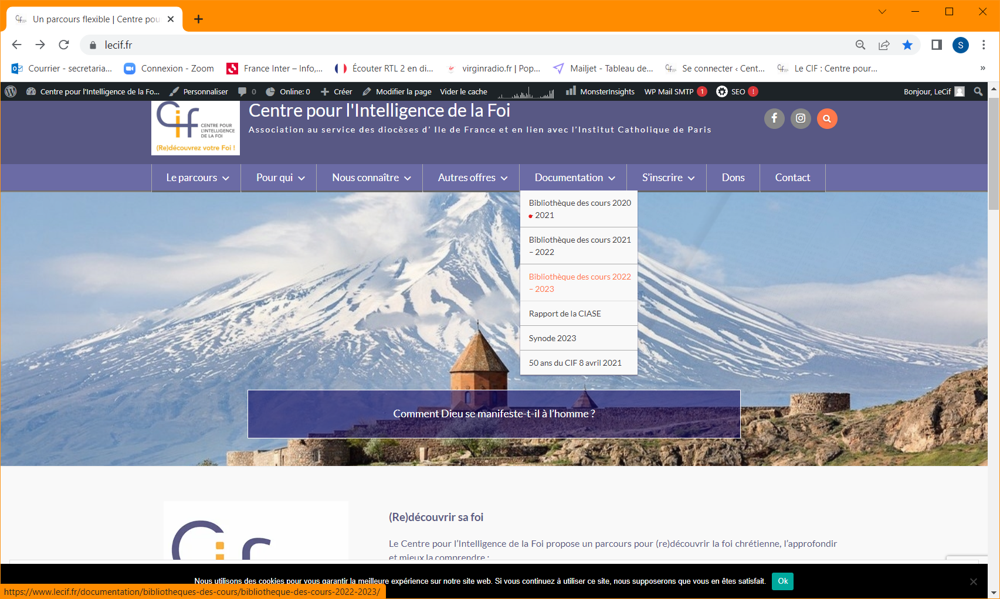 Un parcours flexible | Centre pou
lecif.fr
S
Courrier - secretaria...
Connexion - Zoom
France Inter – Info,...
Écouter RTL 2 en di...
virginradio.fr | Pop...
Mailjet - Tableau de...
Se connecter ‹ Cent...
Le CIF : Centre pour...
»
Centre pour l'Intelligence de la Fo...
Personnaliser
0
Online: 0
Créer
Modifier la page
Vider le cache
MonsterInsights
WP Mail SMTP 1
SEO !
Bonjour, LeCif
Cif
CENTRE POUR
L'INTELLIGENCE
DE LA FOI
(Re)découvrez votre Foi !
Centre pour l'Intelligence de la Foi
Association au service des diocèses d' Ile de France et en lien avec l'Institut Catholique de Paris
Le parcours
Pour qui
Nous connaître
Autres offres
Documentation
S'inscrire
Dons
Contact
Bibliothèque des cours 2020
2021
Bibliothèque des cours 2021
– 2022
Bibliothèque des cours 2022
– 2023
Rapport de la CIASE
Synode 2023
50 ans du CIF 8 avril 2021
Comment Dieu se manifeste-t-il à l'homme ?
Cif
(Re)découvrir sa foi
Le Centre pour l'Intelligence de la Foi propose un parcours pour (re)découvrir la foi chrétienne, l'approfondir
et mieux la comprendre :
Nous utilisons des cookies pour vous garantir la meilleure expérience sur notre site web. Si vous continuez à utiliser ce site, nous supposerons que vous en êtes satisfait.
Ok
https://www.lecif.fr/documentation/bibliotheques-des-cours/bibliotheque-des-cours-2022-2023/